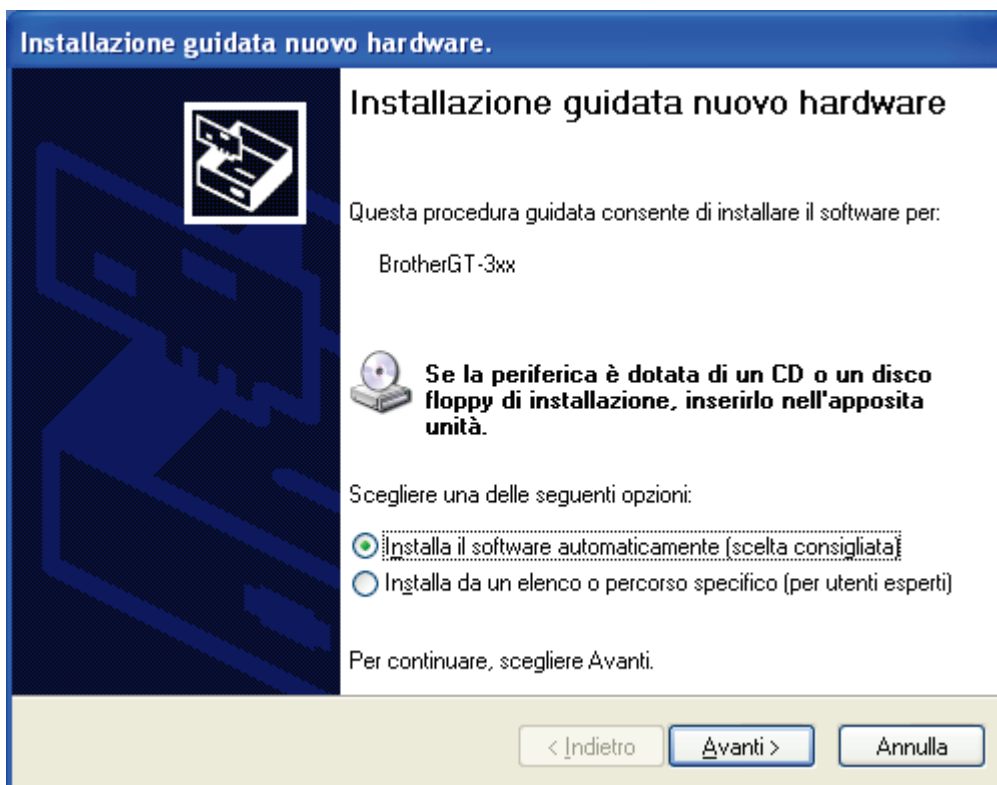 Installazione guidata nuovo hardware.
Installazione guidata nuovo hardware
Questa procedura guidata consente di installare il software per:
BrotherGT-3xx
Se la periferica è dotata di un CD o un disco
floppy di installazione, inserirlo nell'apposita
unità.
Scegliere una delle seguenti opzioni:
Installa il software automaticamente (scelta consigliata)
Installa da un elenco o percorso specifico (per utenti esperti)
Per continuare, scegliere Avanti.
< Indietro
Avanti >
Annulla